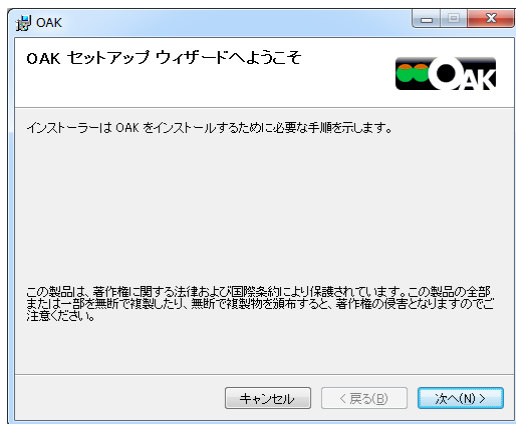 OAK
OAK セットアップ ウィザードへようこそ
OAK
インストーラーは OAK をインストールするために必要な手順を示します。
この製品は、著作権に関する法律および国際条約により保護されています。この製品の全部
または一部を無断で複製したり、無断で複製物を頒布すると、著作権の侵害となりますのでご
注意ください。
キャンセル
< 戻る(B)
次へ(N) >